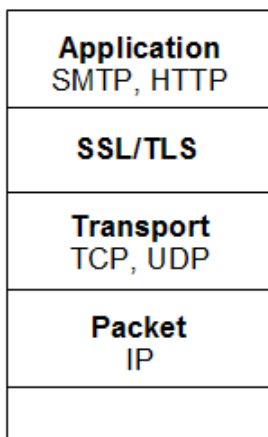 Application
SMTP, HTTP
SSL/TLS
Transport
TCP, UDP
Packet
IP